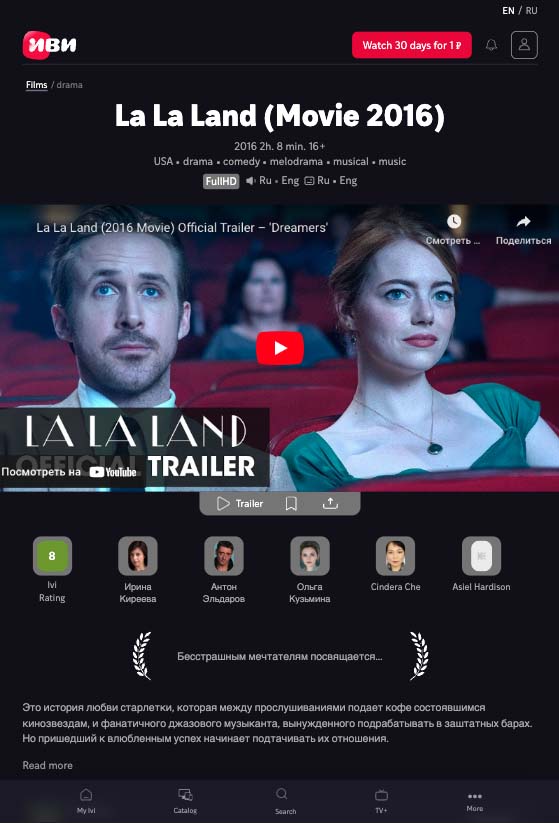 EN / RU
иви
Watch 30 days for 1 ₽
Films / drama
La La Land (Movie 2016)
2016 2h. 8 min. 16+
USA • drama • comedy • melodrama • musical • music
FullHD Ru • Eng Ru • Eng
La La Land (2016 Movie) Official Trailer – 'Dreamers'
Смотреть ...
Поделиться
LA LA LAND
OFFICIAL TRAILER
Посмотреть на YouTube
Trailer
8
Ivi
Rating
Ирина
Киреева
Антон
Эльдаров
Ольга
Кузьмина
Cindera Che
Asiel Hardison
Бесстрашным мечтателям посвящается...
Это история любви старлетки, которая между прослушиваниями подает кофе состоявшимся
кинозвездам, и фанатичного джазового музыканта, вынужденного подрабатывать в заштатных барах.
Но пришедший к влюбленным успех начинает подтачивать их отношения.
Read more
My Ivi
Catalog
Search
TV+
More